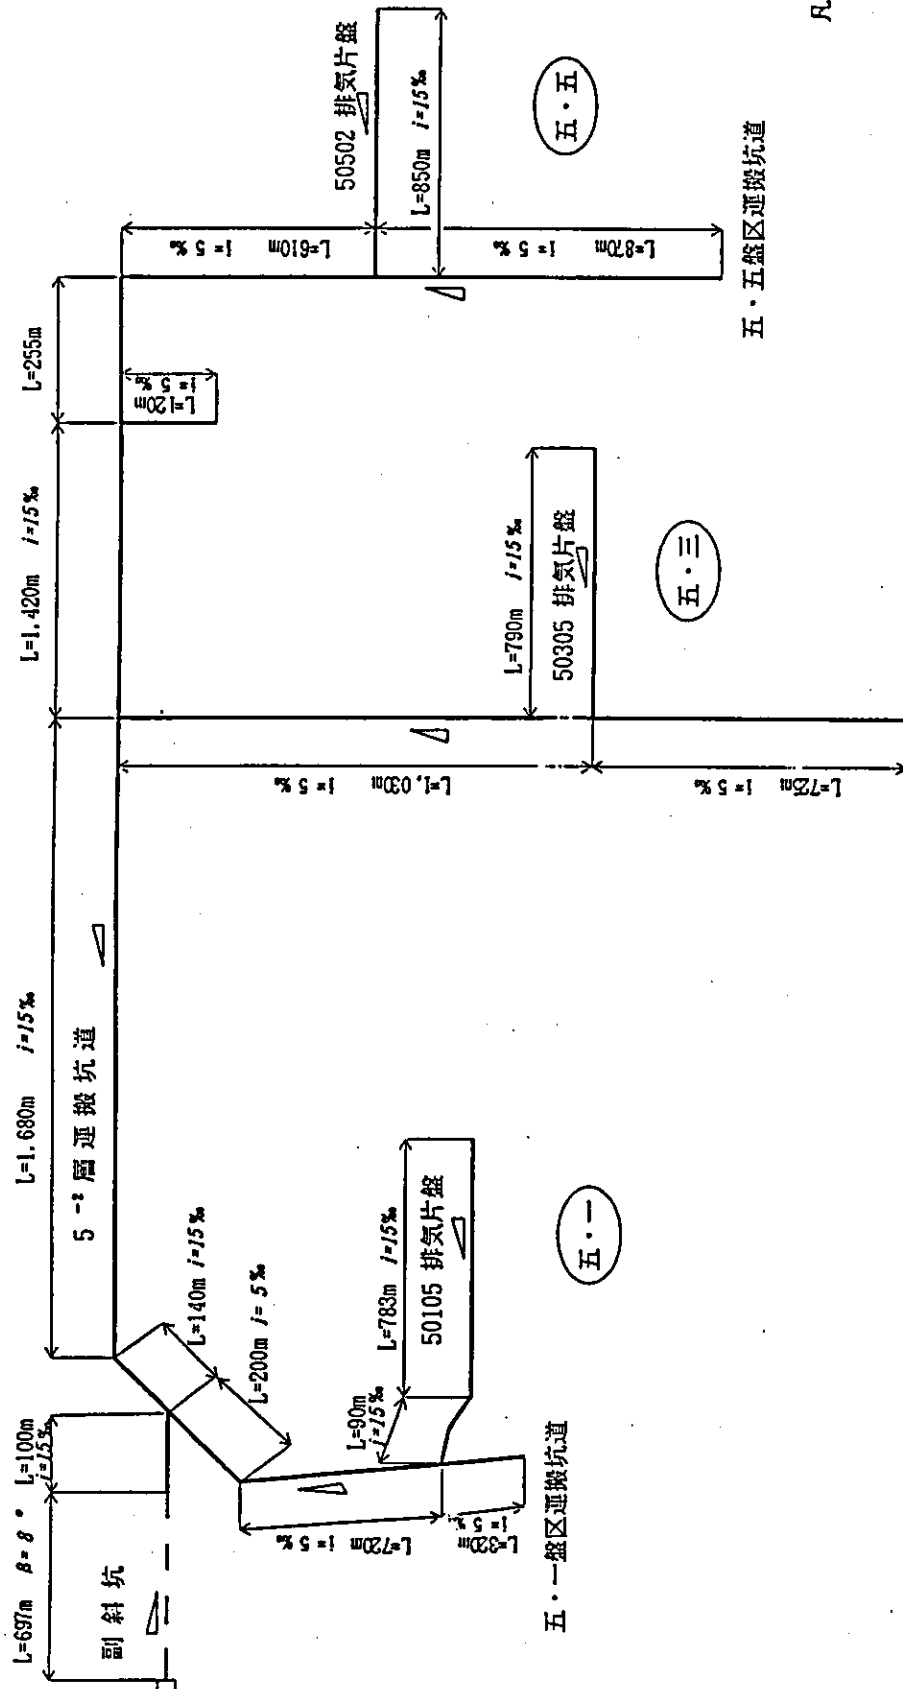 L=697m β=8°
L=100m
i=15‰
副斜坑
L=1.680m i=15‰
5⁻²層運搬坑道
L=1.420m i=15‰
L=255m
L=140m i=15‰
L=200m i=5‰
L=720m i=5‰
L=320m
i=5‰
L=90m
i=15‰
L=783m i=15‰
50105 排気片盤
五・一
五・一盤区運搬坑道
L=1,030m i=5‰
L=725m i=5‰
L=790m i=15‰
50305 排気片盤
五・三
L=120m
i=5‰
L=610m i=5‰
L=870m i=5‰
50502 排気片盤
L=850m i=15‰
五・五
五・五盤区運搬坑道
凡